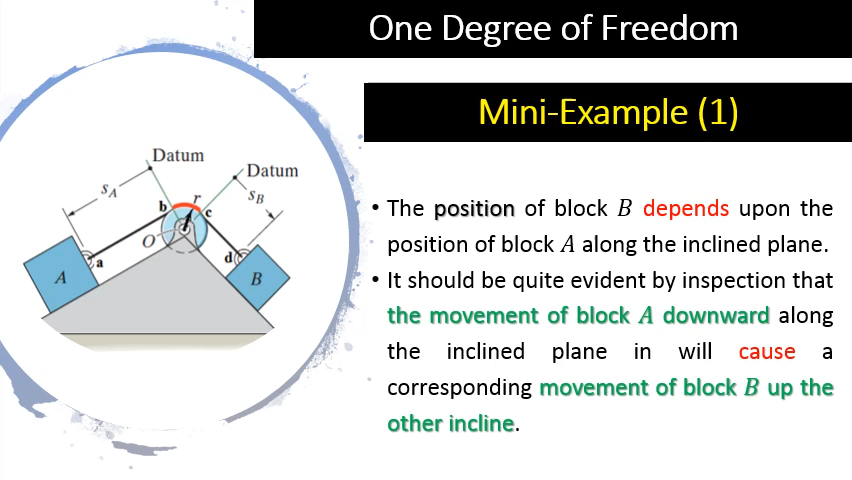 One Degree of Freedom
Mini-Example (1)
Datum
Datum
s_A
s_B
r
b
c
O
a
d
A
B
• The position of block B depends upon the
position of block A along the inclined plane.
• It should be quite evident by inspection that
the movement of block A downward along
the inclined plane in will cause a
corresponding movement of block B up the
other incline.